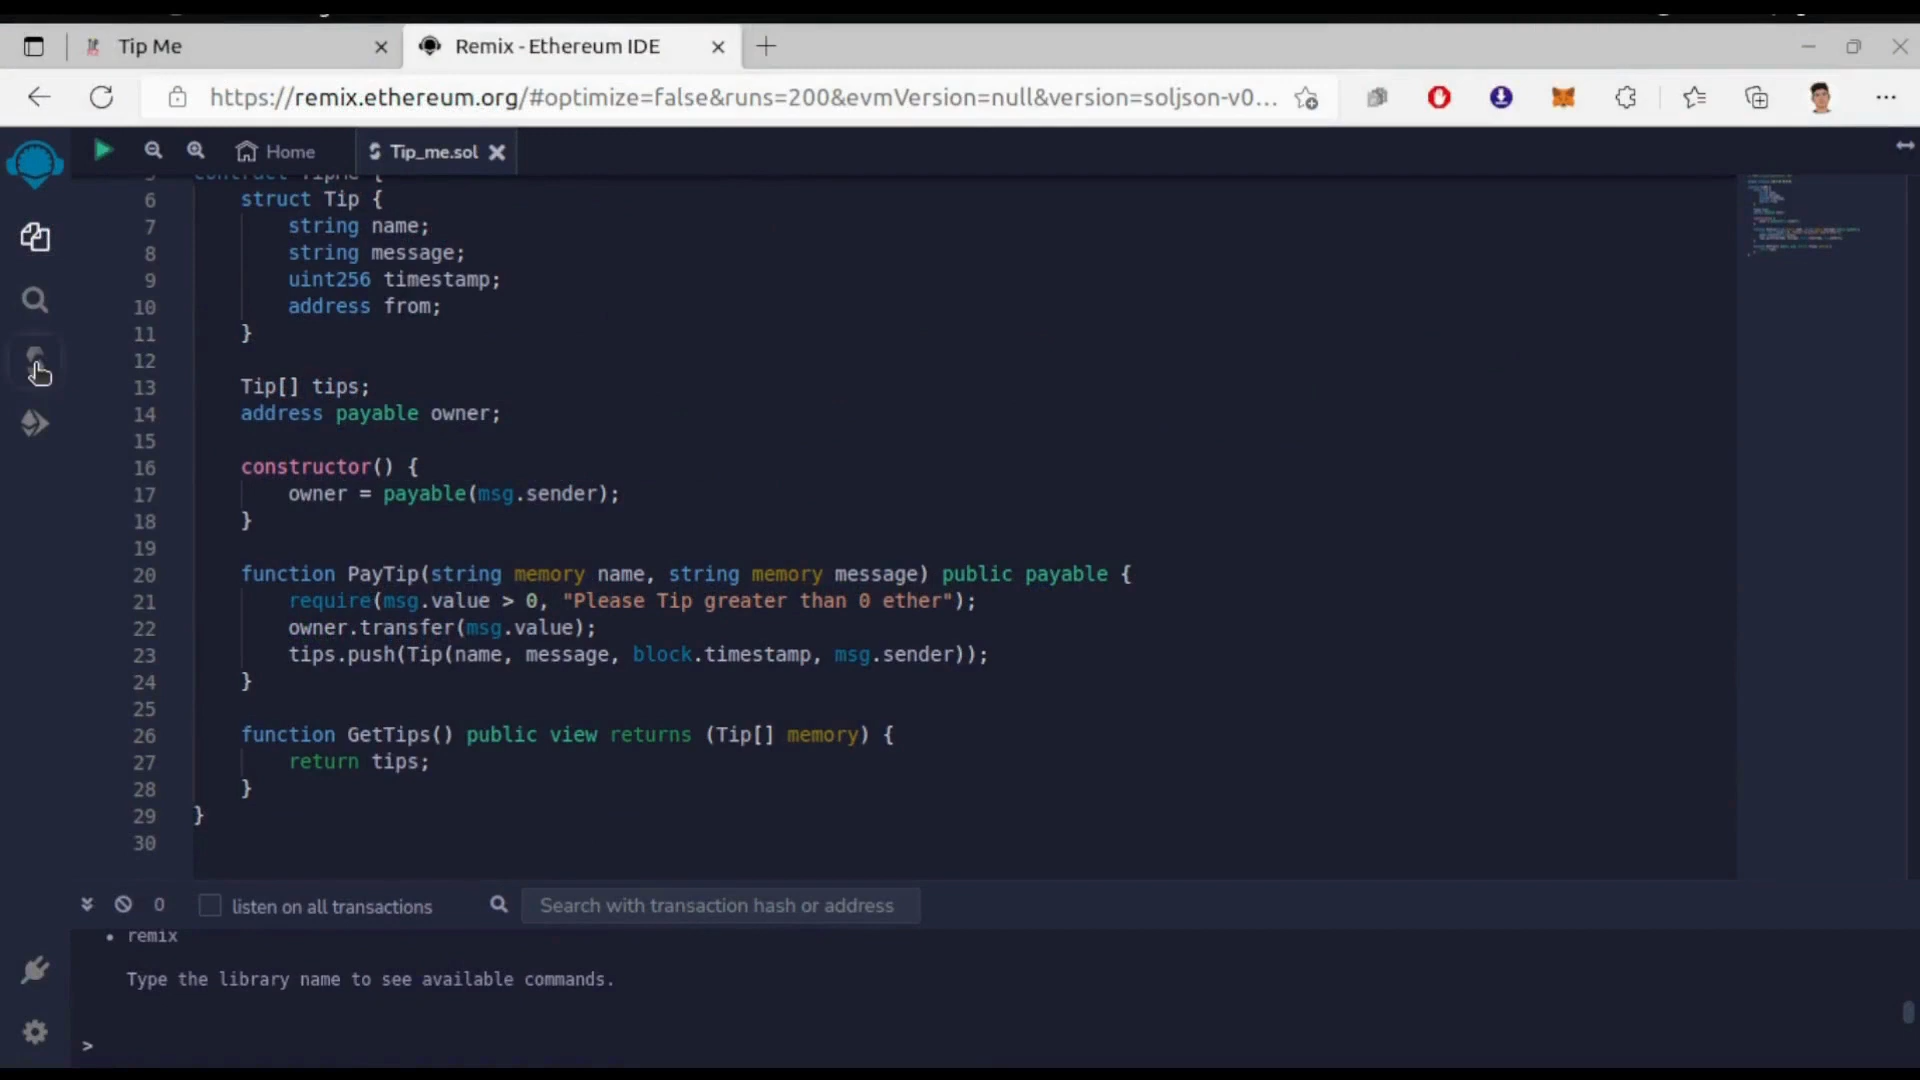 Tip Me
Remix - Ethereum IDE
https://remix.ethereum.org/#optimize=false&runs=200&evmVersion=null&version=soljson-v0...
Home
Tip_me.sol
5 contract TipMe {
6 struct Tip {
7 string name;
8 string message;
9 uint256 timestamp;
10 address from;
11 }
12
13 Tip[] tips;
14 address payable owner;
15
16 constructor() {
17 owner = payable(msg.sender);
18 }
19
20 function PayTip(string memory name, string memory message) public payable {
21 require(msg.value > 0, "Please Tip greater than 0 ether");
22 owner.transfer(msg.value);
23 tips.push(Tip(name, message, block.timestamp, msg.sender));
24 }
25
26 function GetTips() public view returns (Tip[] memory) {
27 return tips;
28 }
29 }
30
0 listen on all transactions Search with transaction hash or address
• remix
Type the library name to see available commands.
>